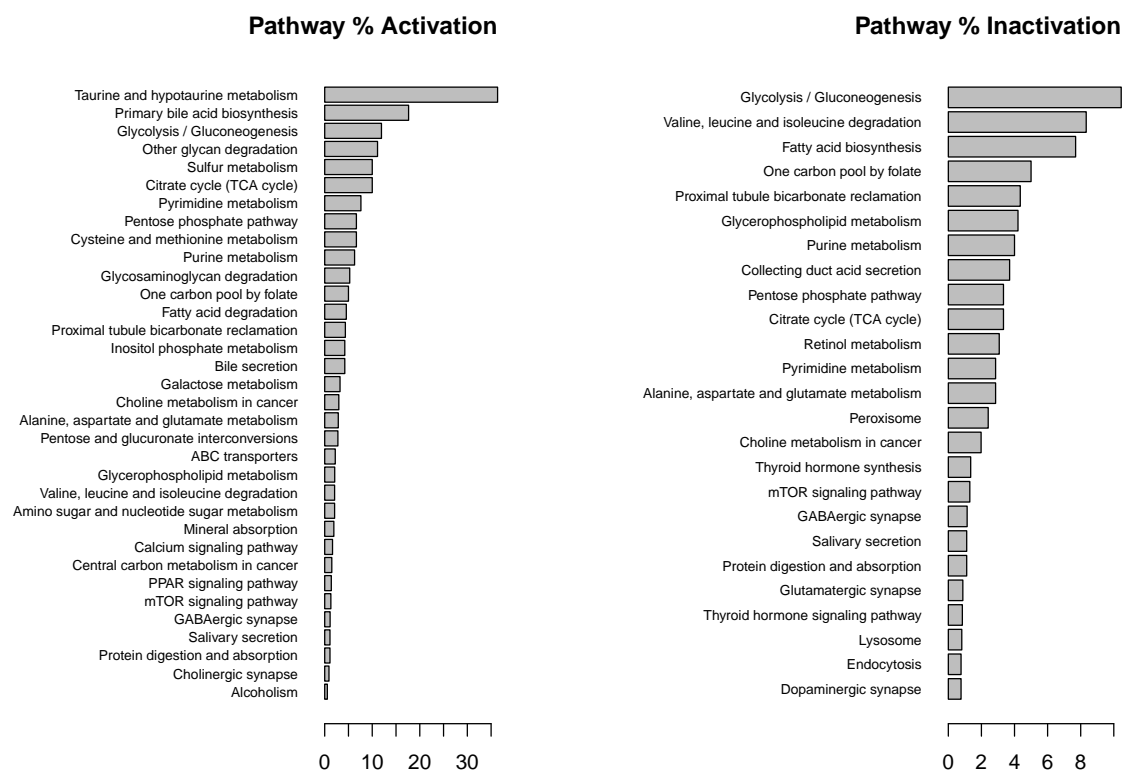 Pathway % Activation
Taurine and hypotaurine metabolism
Primary bile acid biosynthesis
Glycolysis / Gluconeogenesis
Other glycan degradation
Sulfur metabolism
Citrate cycle (TCA cycle)
Pyrimidine metabolism
Pentose phosphate pathway
Cysteine and methionine metabolism
Purine metabolism
Glycosaminoglycan degradation
One carbon pool by folate
Fatty acid degradation
Proximal tubule bicarbonate reclamation
Inositol phosphate metabolism
Bile secretion
Galactose metabolism
Choline metabolism in cancer
Alanine, aspartate and glutamate metabolism
Pentose and glucuronate interconversions
ABC transporters
Glycerophospholipid metabolism
Valine, leucine and isoleucine degradation
Amino sugar and nucleotide sugar metabolism
Mineral absorption
Calcium signaling pathway
Central carbon metabolism in cancer
PPAR signaling pathway
mTOR signaling pathway
GABAergic synapse
Salivary secretion
Protein digestion and absorption
Cholinergic synapse
Alcoholism
0 10 20 30
Pathway % Inactivation
Glycolysis / Gluconeogenesis
Valine, leucine and isoleucine degradation
Fatty acid biosynthesis
One carbon pool by folate
Proximal tubule bicarbonate reclamation
Glycerophospholipid metabolism
Purine metabolism
Collecting duct acid secretion
Pentose phosphate pathway
Citrate cycle (TCA cycle)
Retinol metabolism
Pyrimidine metabolism
Alanine, aspartate and glutamate metabolism
Peroxisome
Choline metabolism in cancer
Thyroid hormone synthesis
mTOR signaling pathway
GABAergic synapse
Salivary secretion
Protein digestion and absorption
Glutamatergic synapse
Thyroid hormone signaling pathway
Lysosome
Endocytosis
Dopaminergic synapse
0 2 4 6 8